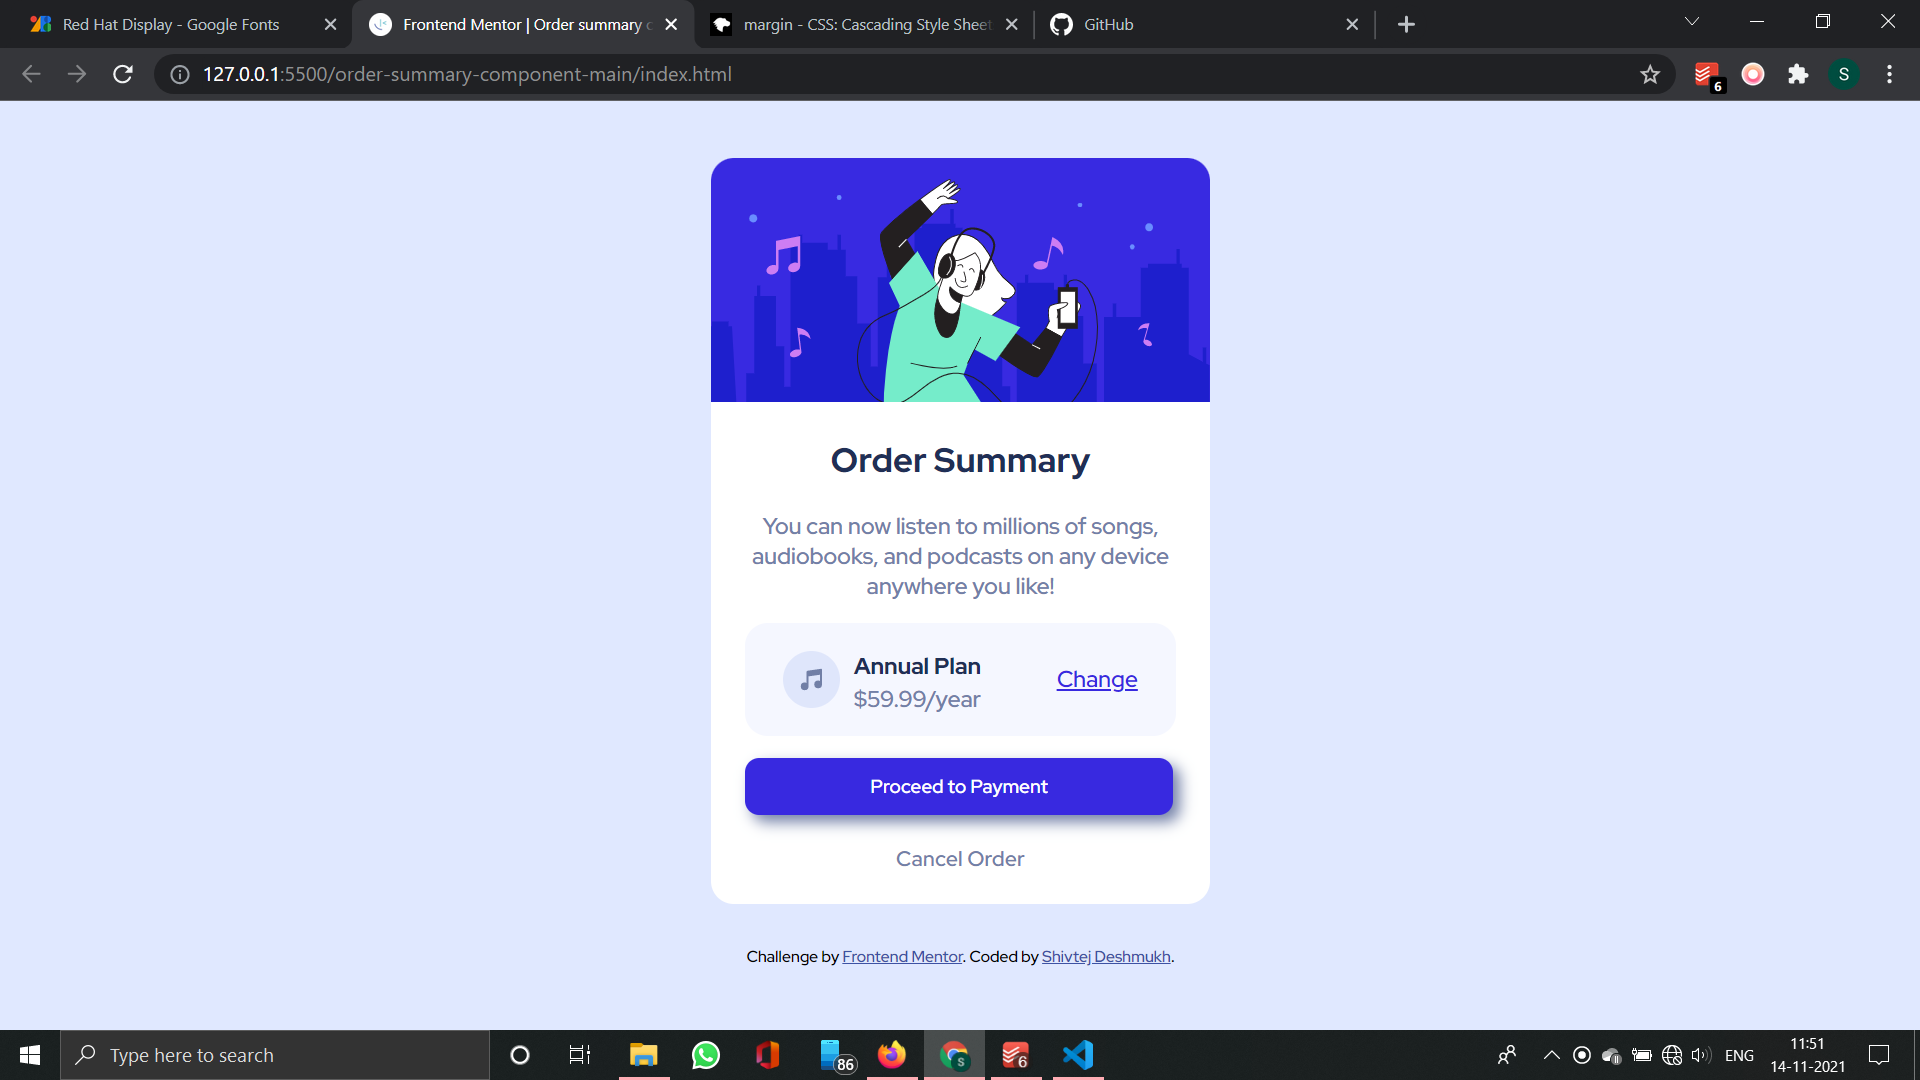 Red Hat Display - Google Fonts
Frontend Mentor | Order summary c
margin - CSS: Cascading Style Sheet
GitHub
127.0.0.1:5500/order-summary-component-main/index.html
6
S
Order Summary
You can now listen to millions of songs,
audiobooks, and podcasts on any device
anywhere you like!
Annual Plan
$59.99/year
Change
Proceed to Payment
Cancel Order
Challenge by Frontend Mentor. Coded by Shivtej Deshmukh.
Type here to search
86
S
6
ENG
11:51
14-11-2021